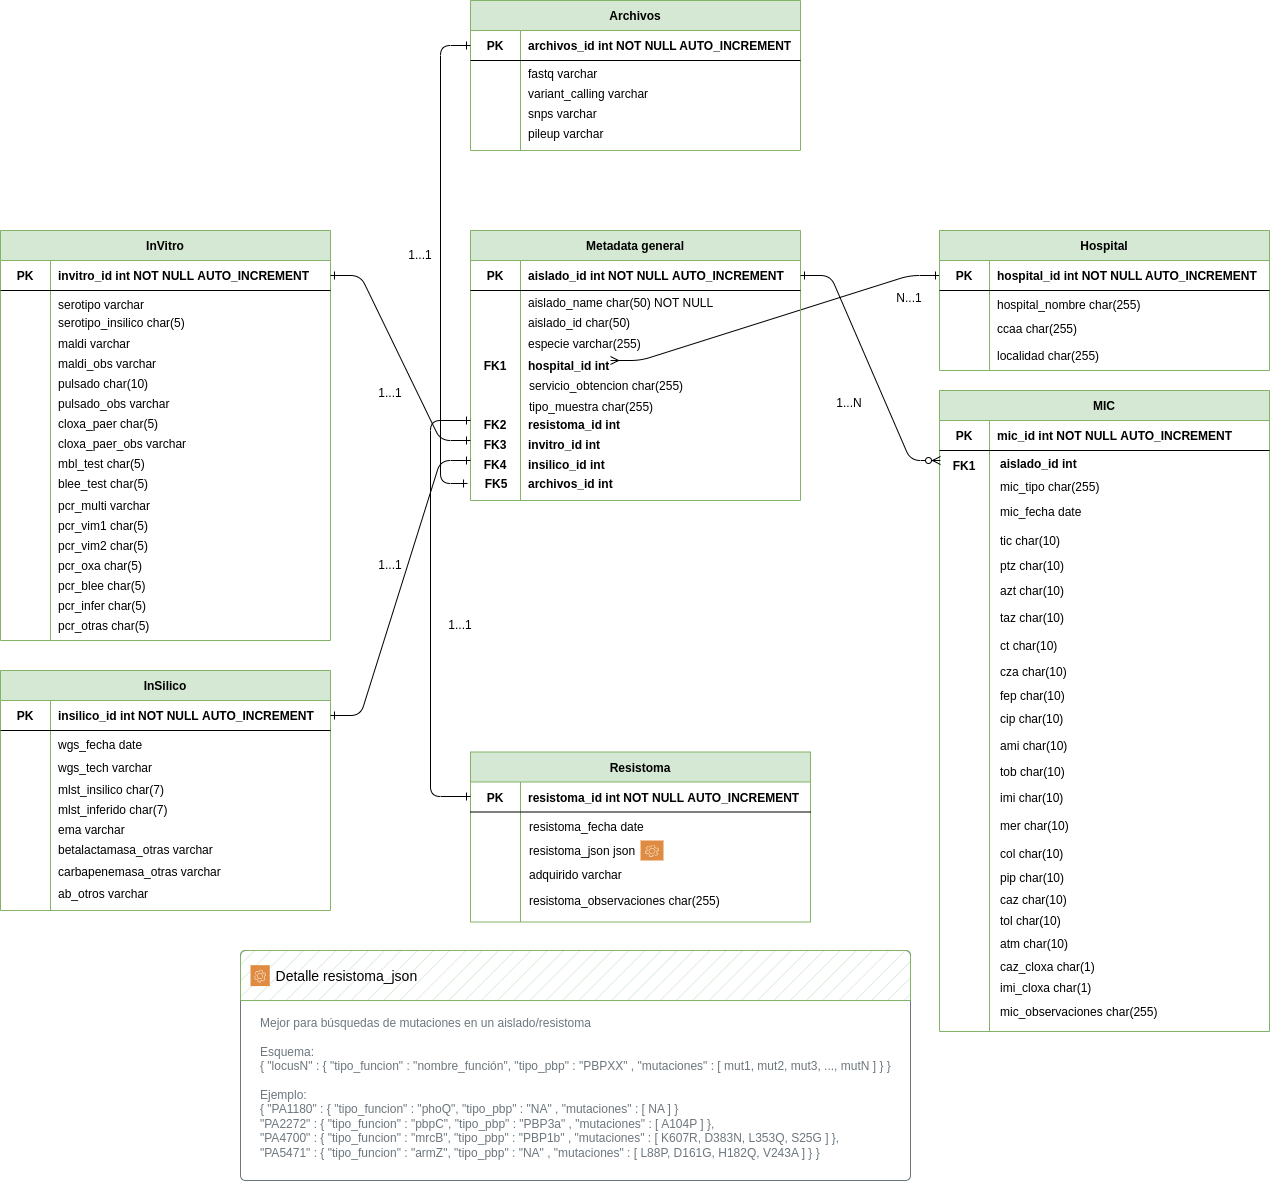 Archivos
PK archivos_id int NOT NULL AUTO_INCREMENT
fastq varchar
variant_calling varchar
snps varchar
pileup varchar
InVitro
PK invitro_id int NOT NULL AUTO_INCREMENT
serotipo varchar
serotipo_insilico char(5)
maldi varchar
maldi_obs varchar
pulsado char(10)
pulsado_obs varchar
cloxa_paer char(5)
cloxa_paer_obs varchar
mbl_test char(5)
blee_test char(5)
pcr_multi varchar
pcr_vim1 char(5)
pcr_vim2 char(5)
pcr_oxa char(5)
pcr_blee char(5)
pcr_infer char(5)
pcr_otras char(5)
1...1
1...1
1...1
1...1
Metadata general
PK aislado_id int NOT NULL AUTO_INCREMENT
aislado_name char(50) NOT NULL
aislado_id char(50)
especie varchar(255)
FK1 hospital_id int
servicio_obtencion char(255)
tipo_muestra char(255)
FK2 resistoma_id int
FK3 invitro_id int
FK4 insilico_id int
FK5 archivos_id int
N...1
1...N
Hospital
PK hospital_id int NOT NULL AUTO_INCREMENT
hospital_nombre char(255)
ccaa char(255)
localidad char(255)
MIC
PK mic_id int NOT NULL AUTO_INCREMENT
FK1 aislado_id int
mic_tipo char(255)
mic_fecha date
tic char(10)
ptz char(10)
azt char(10)
taz char(10)
ct char(10)
cza char(10)
fep char(10)
cip char(10)
ami char(10)
tob char(10)
imi char(10)
mer char(10)
col char(10)
pip char(10)
caz char(10)
tol char(10)
atm char(10)
caz_cloxa char(1)
imi_cloxa char(1)
mic_observaciones char(255)
InSilico
PK insilico_id int NOT NULL AUTO_INCREMENT
wgs_fecha date
wgs_tech varchar
mlst_insilico char(7)
mlst_inferido char(7)
ema varchar
betalactamasa_otras varchar
carbapenemasa_otras varchar
ab_otros varchar
Resistoma
PK resistoma_id int NOT NULL AUTO_INCREMENT
resistoma_fecha date
resistoma_json json
adquirido varchar
resistoma_observaciones char(255)
Detalle resistoma_json
Mejor para búsquedas de mutaciones en un aislado/resistoma
Esquema:
{ "locusN" : { "tipo_funcion" : "nombre_función", "tipo_pbp" : "PBPXX" , "mutaciones" : [ mut1, mut2, mut3, ..., mutN ] } }
Ejemplo:
{ "PA1180" : { "tipo_funcion" : "phoQ", "tipo_pbp" : "NA" , "mutaciones" : [ NA ] }
"PA2272" : { "tipo_funcion" : "pbpC", "tipo_pbp" : "PBP3a" , "mutaciones" : [ A104P ] },
"PA4700" : { "tipo_funcion" : "mrcB", "tipo_pbp" : "PBP1b" , "mutaciones" : [ K607R, D383N, L353Q, S25G ] },
"PA5471" : { "tipo_funcion" : "armZ", "tipo_pbp" : "NA" , "mutaciones" : [ L88P, D161G, H182Q, V243A ] } }